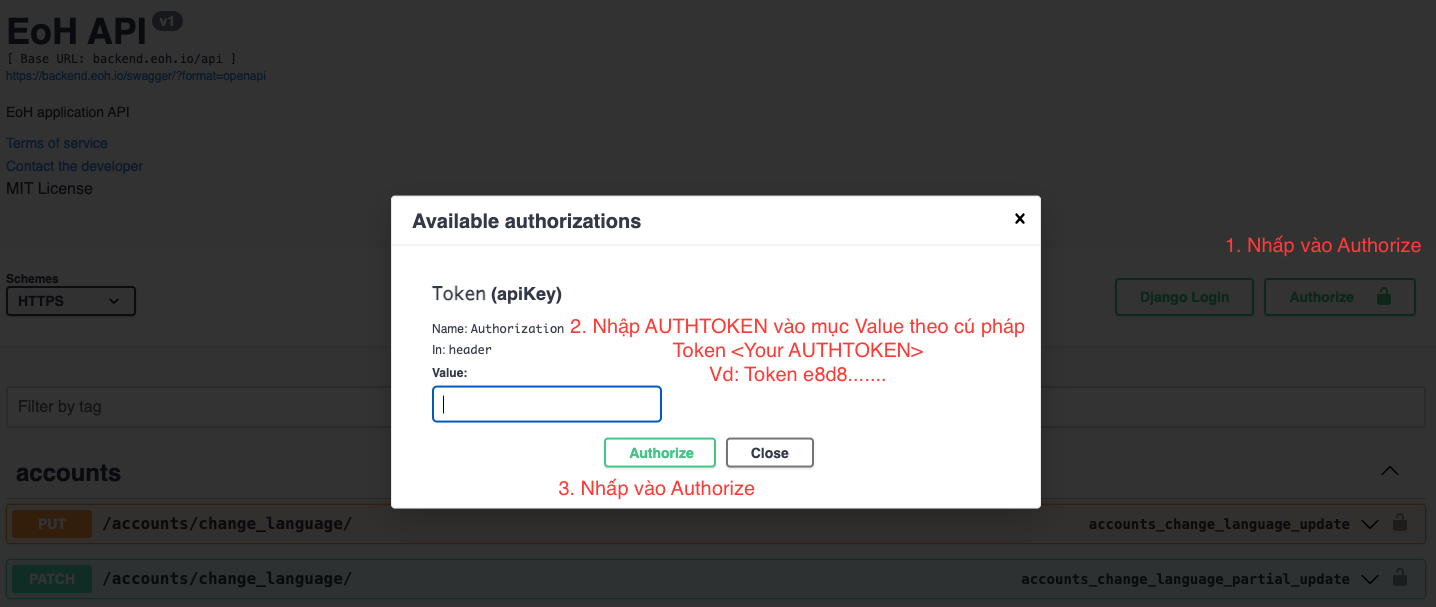 EoH API v1
[ Base URL: backend.eoh.io/api ]
https://backend.eoh.io/swagger/?format=openapi
EoH application API
Terms of service
Contact the developer
MIT License
Available authorizations
1. Nhấp vào Authorize
Schemes
HTTPS
Django Login
Authorize
Token (apiKey)
Name: Authorization
2. Nhập AUTHTOKEN vào mục Value theo cú pháp
Token <Your AUTHTOKEN>
Vd: Token e8d8.......
In: header
Value:
Filter by tag
Authorize
Close
3. Nhấp vào Authorize
accounts
PUT /accounts/change_language/ accounts_change_language_update
PATCH /accounts/change_language/ accounts_change_language_partial_update